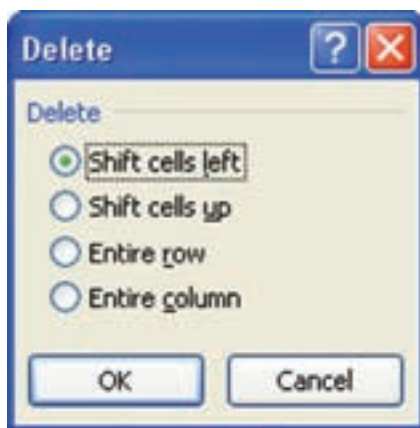 Delete
Delete
Shift cells left
Shift cells up
Entire row
Entire column
OK
Cancel